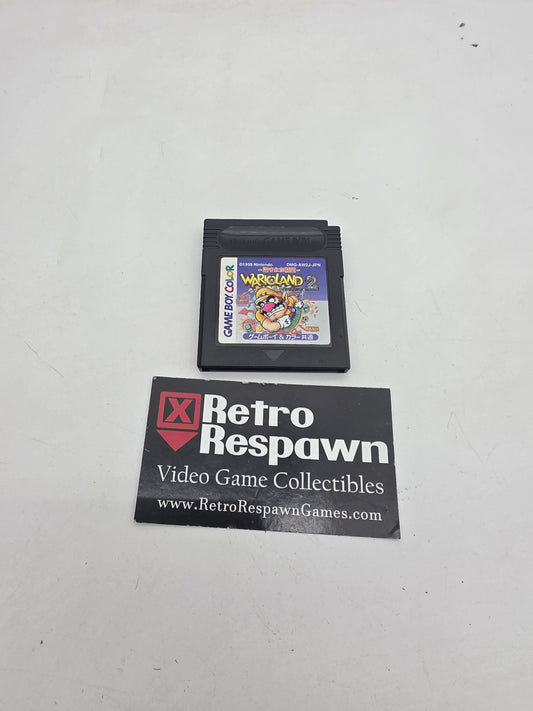 ©1998 Nintendo DMG-AW2J-JPN
WARIOLAND 2
GAME BOY COLOR
ゲームボーイ & カラー 共通
X Retro
Respawn
Video Game Collectibles
www.RetroRespawnGames.com